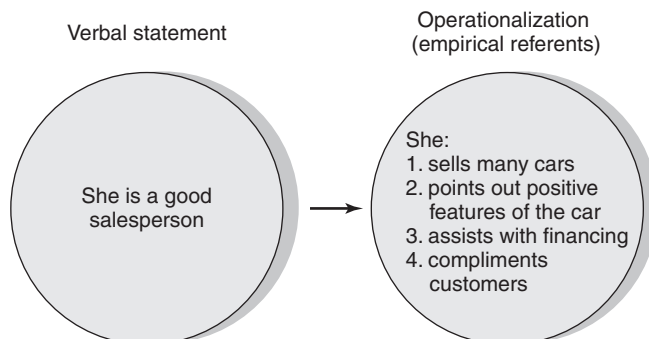 Verbal statement
Operationalization
(empirical referents)
She is a good
salesperson
She:
1. sells many cars
2. points out positive
features of the car
3. assists with financing
4. compliments
customers